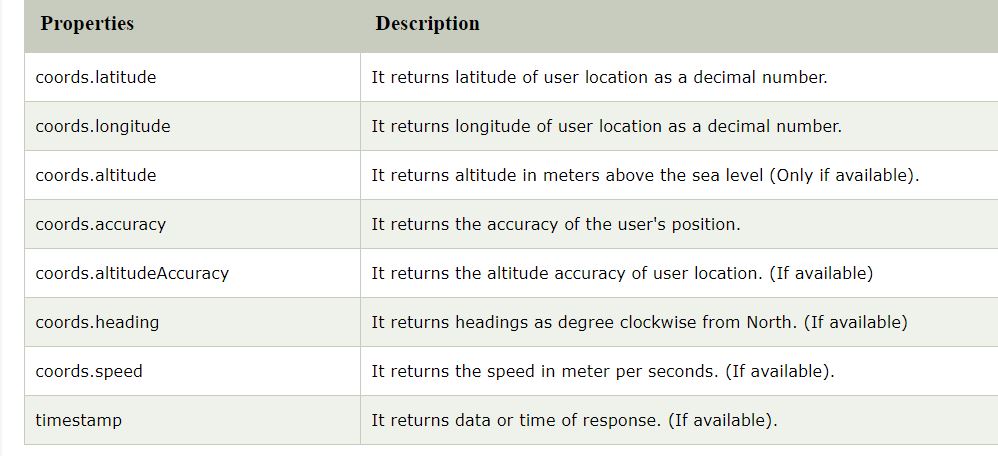 Properties Description
coords.latitude It returns latitude of user location as a decimal number.
coords.longitude It returns longitude of user location as a decimal number.
coords.altitude It returns altitude in meters above the sea level (Only if available).
coords.accuracy It returns the accuracy of the user's position.
coords.altitudeAccuracy It returns the altitude accuracy of user location. (If available)
coords.heading It returns headings as degree clockwise from North. (If available)
coords.speed It returns the speed in meter per seconds. (If available).
timestamp It returns data or time of response. (If available).